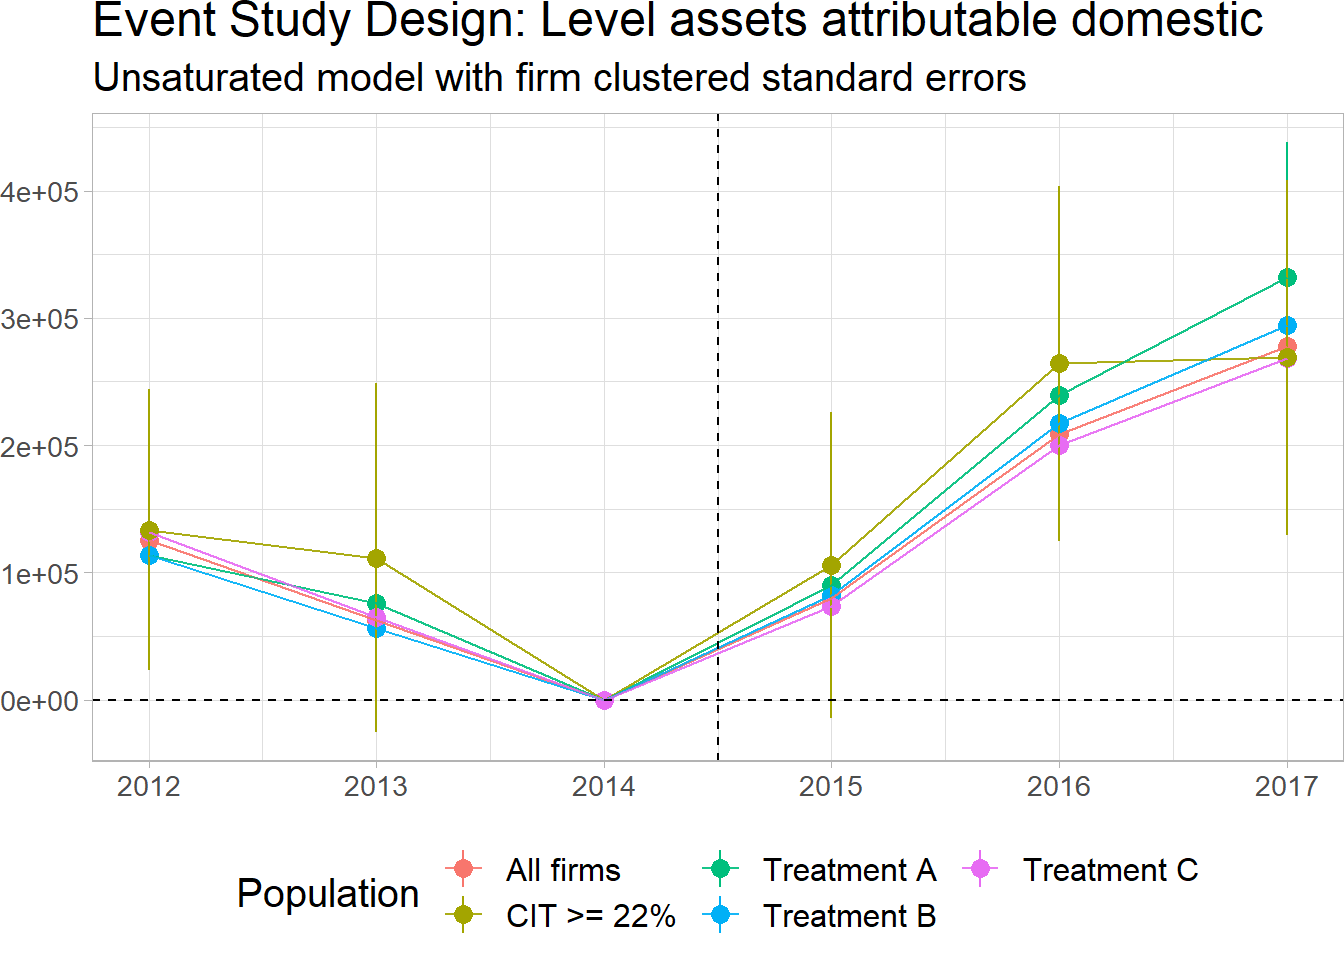 Event Study Design: Level assets attributable domestic
Unsaturated model with firm clustered standard errors
4e+05
3e+05
2e+05
1e+05
0e+00
2012 2013 2014 2015 2016 2017
Population
All firms Treatment A Treatment C
CIT >= 22% Treatment B